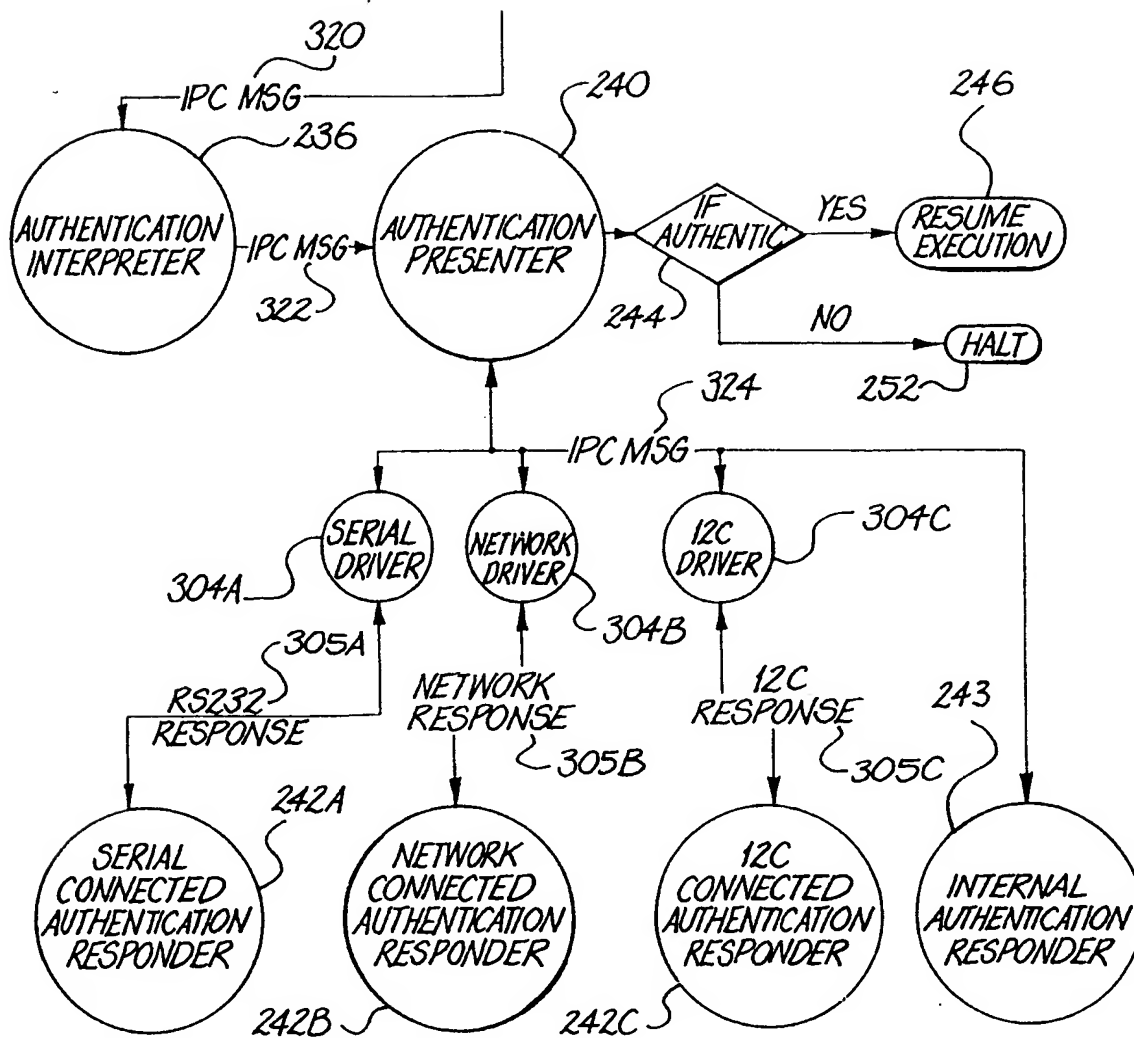 320
IPC MSG
236
240
246
AUTHENTICATION
INTERPRETER
IPC MSG
322
AUTHENTICATION
PRESENTER
IF
AUTHENTIC
244
YES
RESUME
EXECUTION
NO
HALT
252
324
IPC MSG
SERIAL
DRIVER
304A
NETWORK
DRIVER
304B
12C
DRIVER
304C
305A
RS232
RESPONSE
NETWORK
RESPONSE
305B
12C
RESPONSE
305C
243
242A
SERIAL
CONNECTED
AUTHENTICATION
RESPONDER
NETWORK
CONNECTED
AUTHENTICATION
RESPONDER
242B
12C
CONNECTED
AUTHENTICATION
RESPONDER
242C
INTERNAL
AUTHENTICATION
RESPONDER